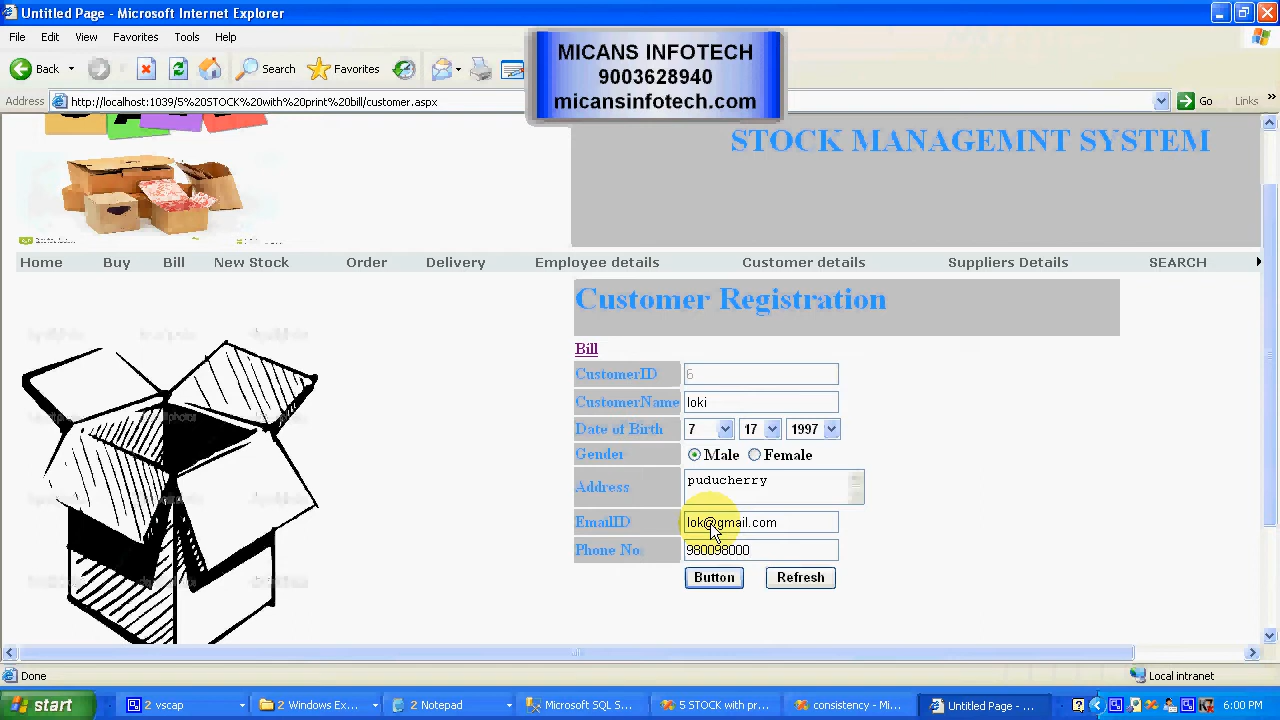 Untitled Page - Microsoft Internet Explorer
File Edit View Favorites Tools Help
MICANS INFOTECH
9003628940
micansinfotech.com
Back Search Favorites
Address http://localhost:1039/5%20STOCK%20with%20print%20bill/customer.aspx Go Links »
STOCK MANAGEMNT SYSTEM
Home Buy Bill New Stock Order Delivery Employee details Customer details Suppliers Details SEARCH
Customer Registration
Bill
CustomerID 6
CustomerName loki
Date of Birth 7 17 1997
Gender Male Female
Address puducherry
EmailID lok@gmail.com
Phone No: 980098000
Button Refresh
Done Local intranet
start 2 vscap 2 Windows Ex... 2 Notepad Microsoft SQL S... 5 STOCK with pr... consistency - Mi... Untitled Page - ... 6:00 PM